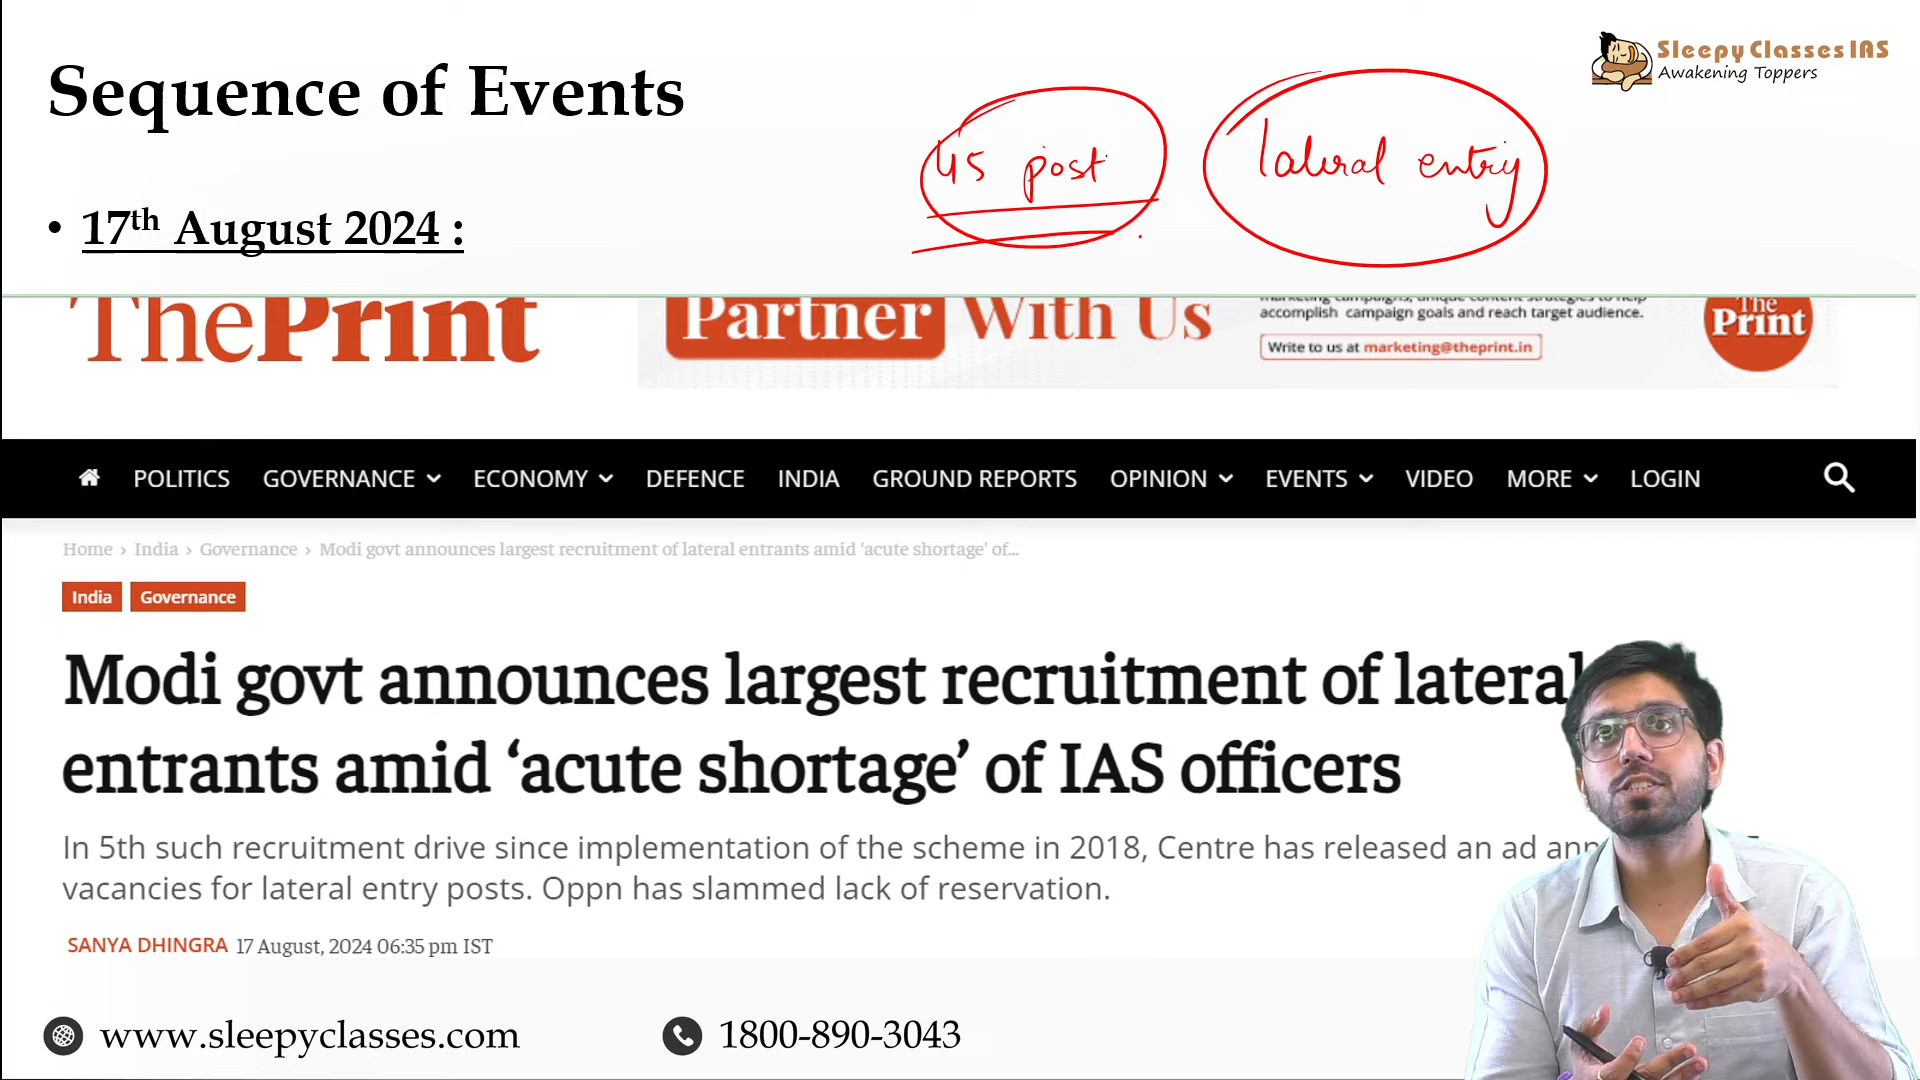 Sleepy Classes IAS
Awakening Toppers
Sequence of Events
45 post
lateral entry
• 17th August 2024 :
ThePrint
Partner With Us
accomplish campaign goals and reach target audience.
Write to us at marketing@theprint.in
The
Print
POLITICS GOVERNANCE ECONOMY DEFENCE INDIA GROUND REPORTS OPINION EVENTS VIDEO MORE LOGIN
Home › India › Governance › Modi govt announces largest recruitment of lateral entrants amid 'acute shortage' of...
India Governance
Modi govt announces largest recruitment of lateral
entrants amid ‘acute shortage’ of IAS officers
In 5th such recruitment drive since implementation of the scheme in 2018, Centre has released an ad
vacancies for lateral entry posts. Oppn has slammed lack of reservation.
SANYA DHINGRA 17 August, 2024 06:35 pm IST
www.sleepyclasses.com 1800-890-3043